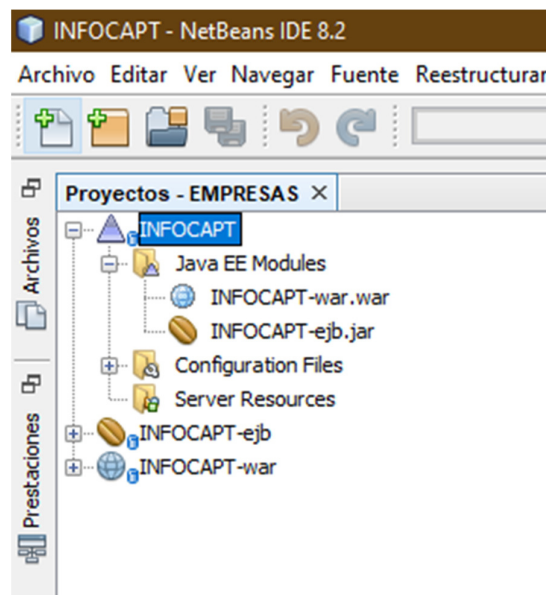 INFOCAPT - NetBeans IDE 8.2
Archivo Editar Ver Navegar Fuente Reestructurar
Proyectos - EMPRESAS
INFOCAPT
Java EE Modules
INFOCAPT-war.war
INFOCAPT-ejb.jar
Configuration Files
Server Resources
INFOCAPT-ejb
INFOCAPT-war
Archivos
Prestaciones